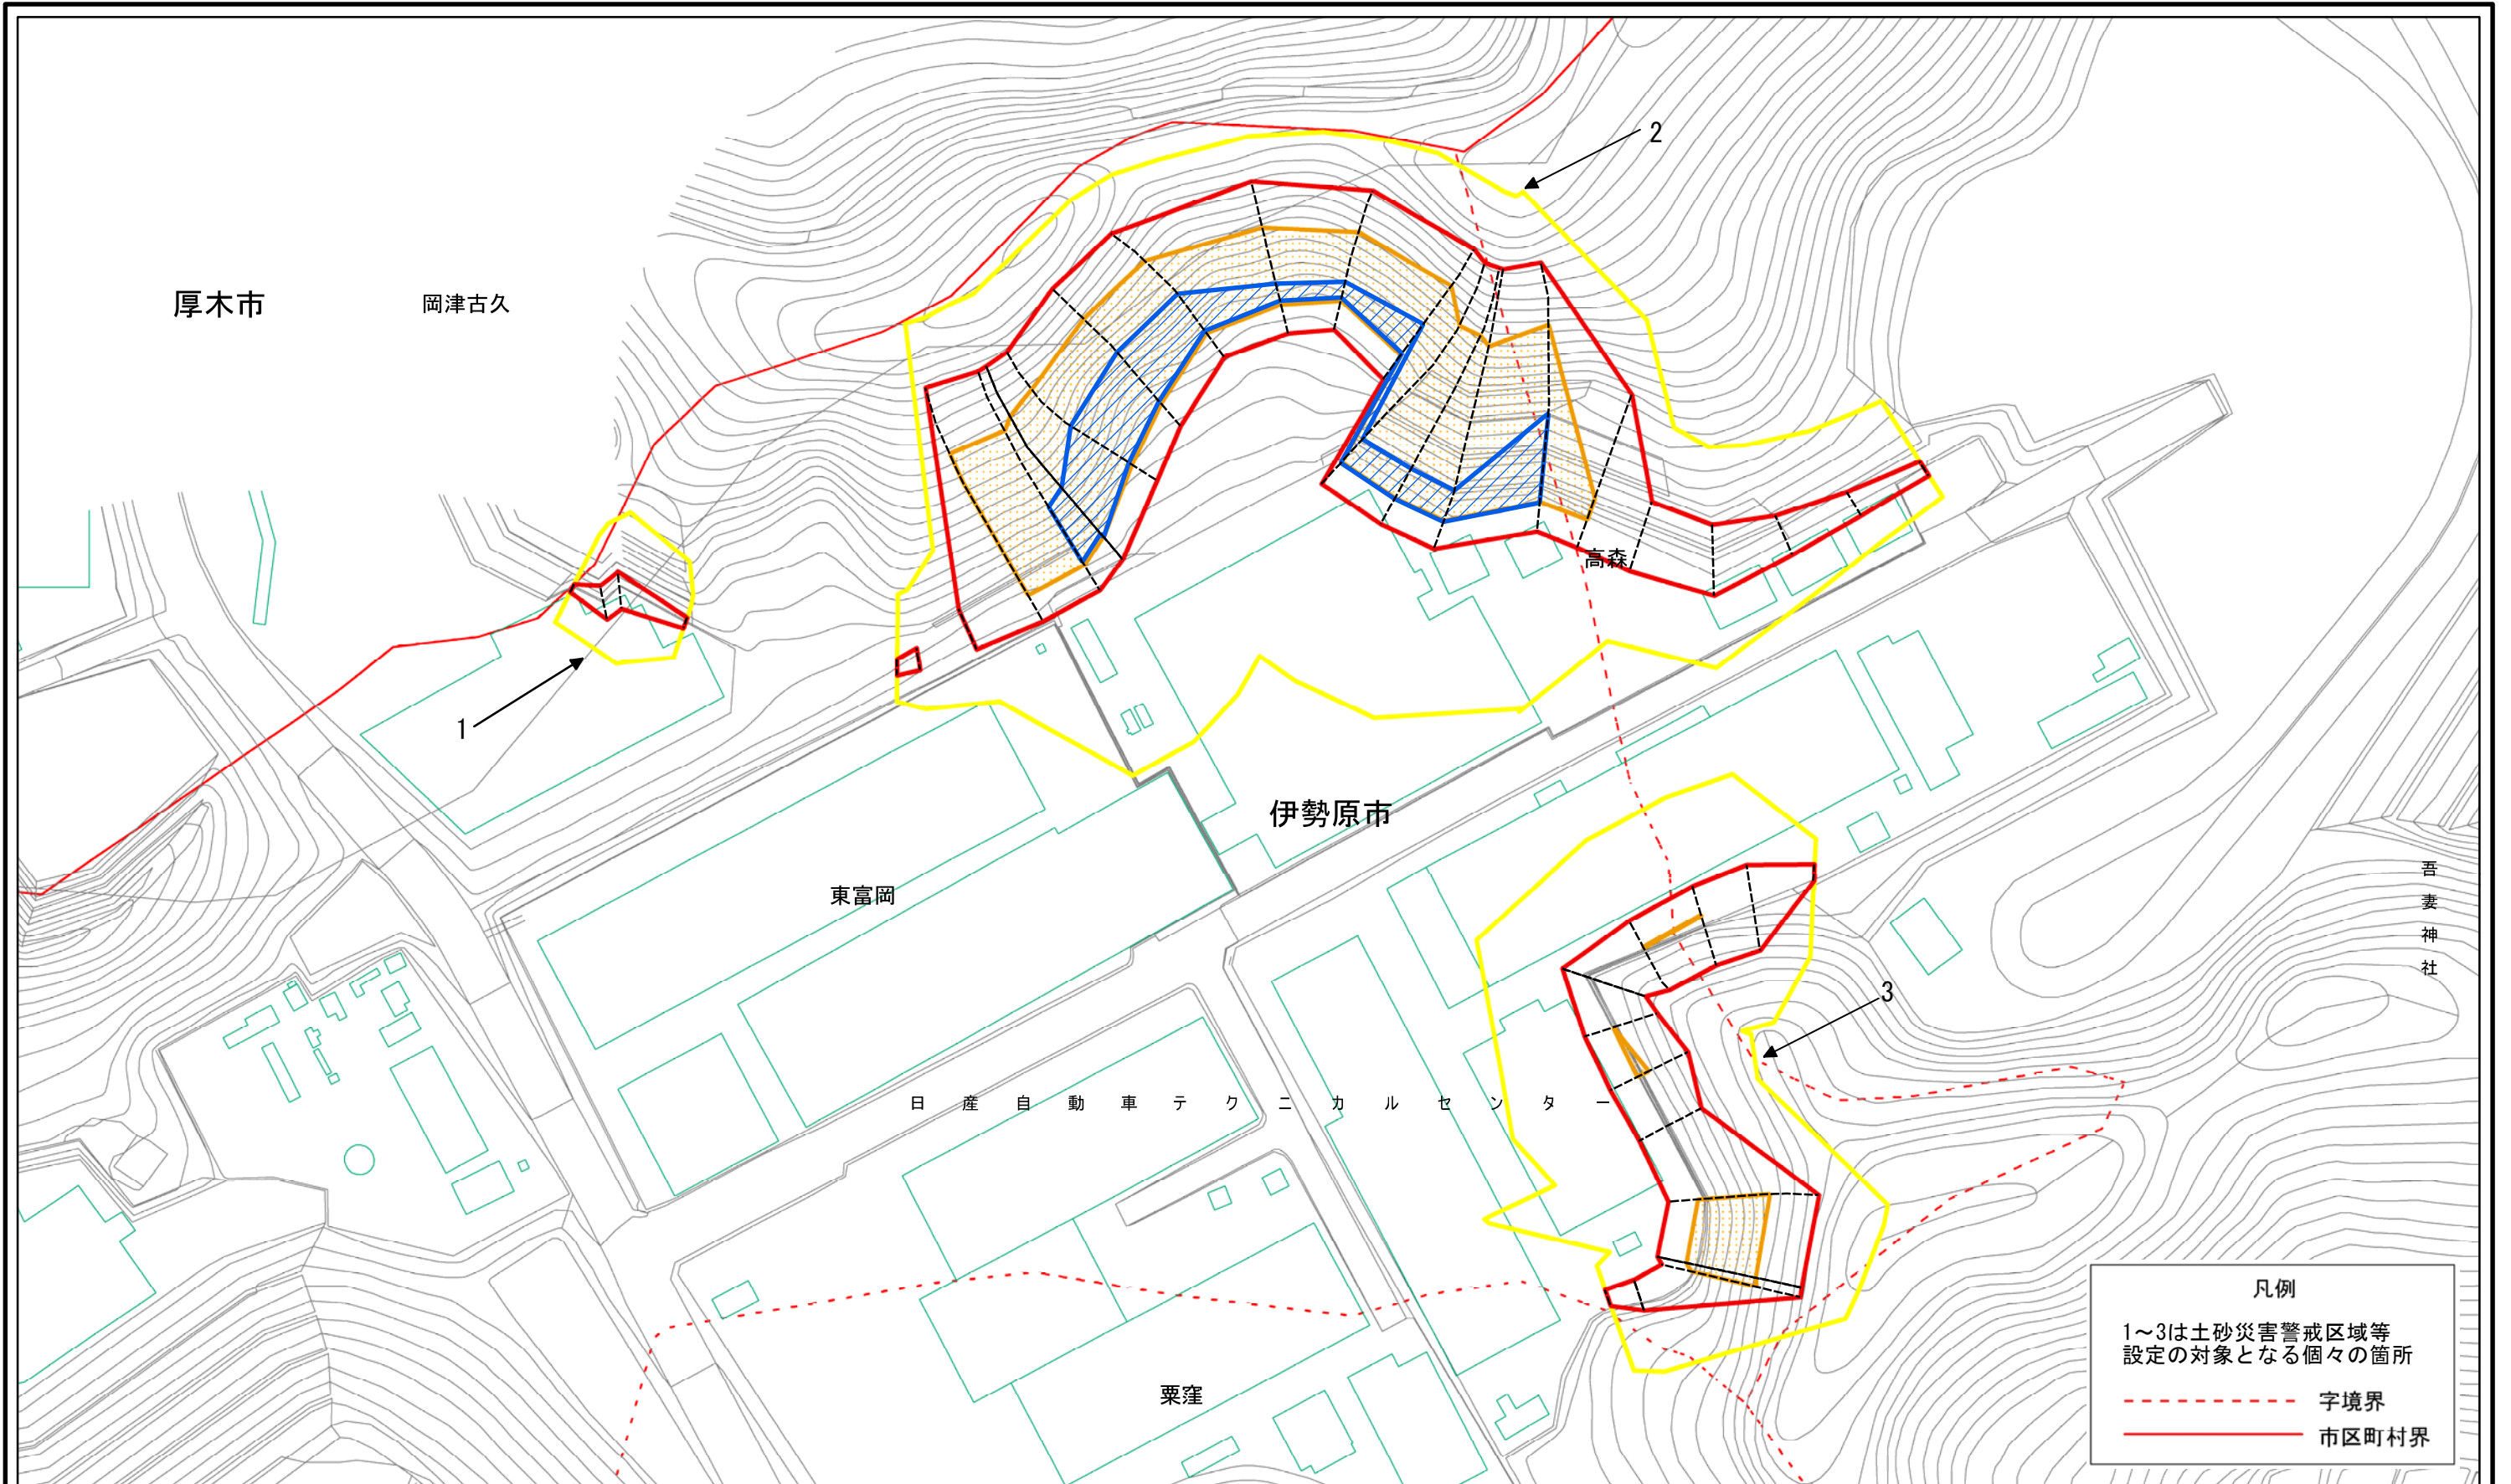 2
厚木市
岡津古久
高森
1
伊勢原市
東富岡
吾妻神社
3
日産自動車テクニカルセンター
粟窪
凡例
1～3は土砂災害警戒区域等
設定の対象となる個々の箇所
字境界
市区町村界